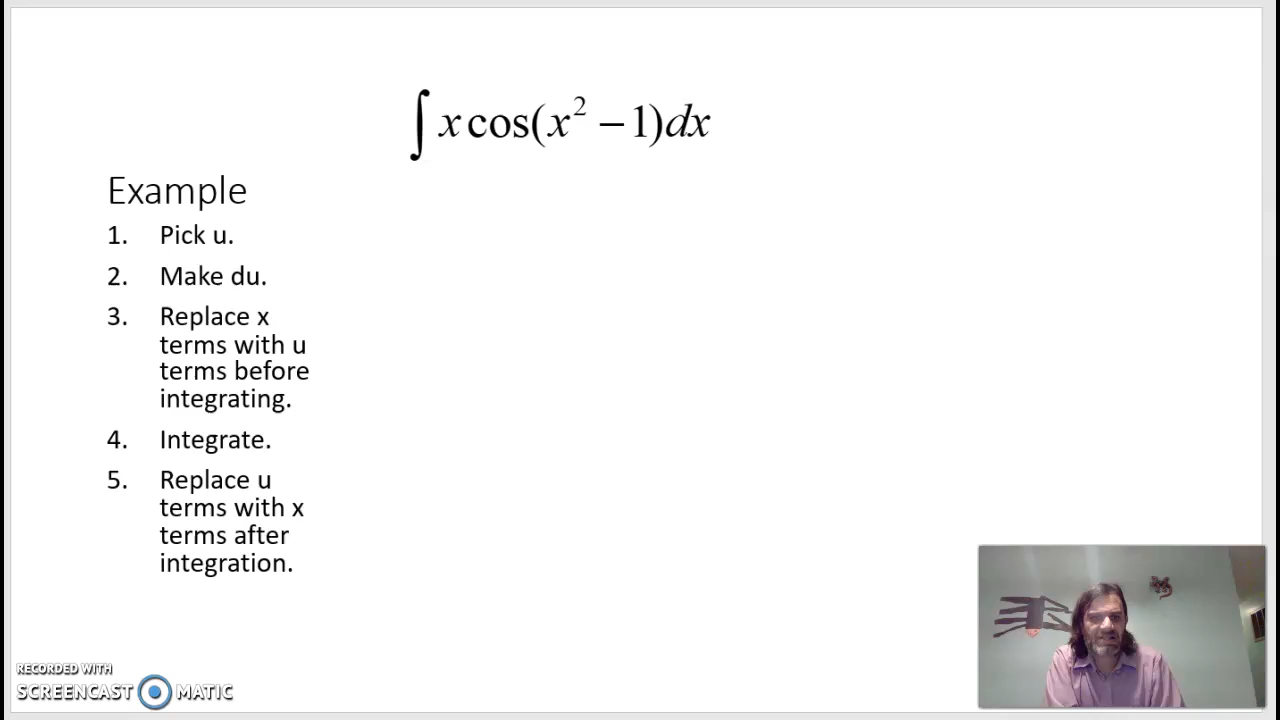 ∫ x cos(x² − 1)dx
Example
1. Pick u.
2. Make du.
3. Replace x
terms with u
terms before
integrating.
4. Integrate.
5. Replace u
terms with x
terms after
integration.
RECORDED WITH
SCREENCAST MATIC